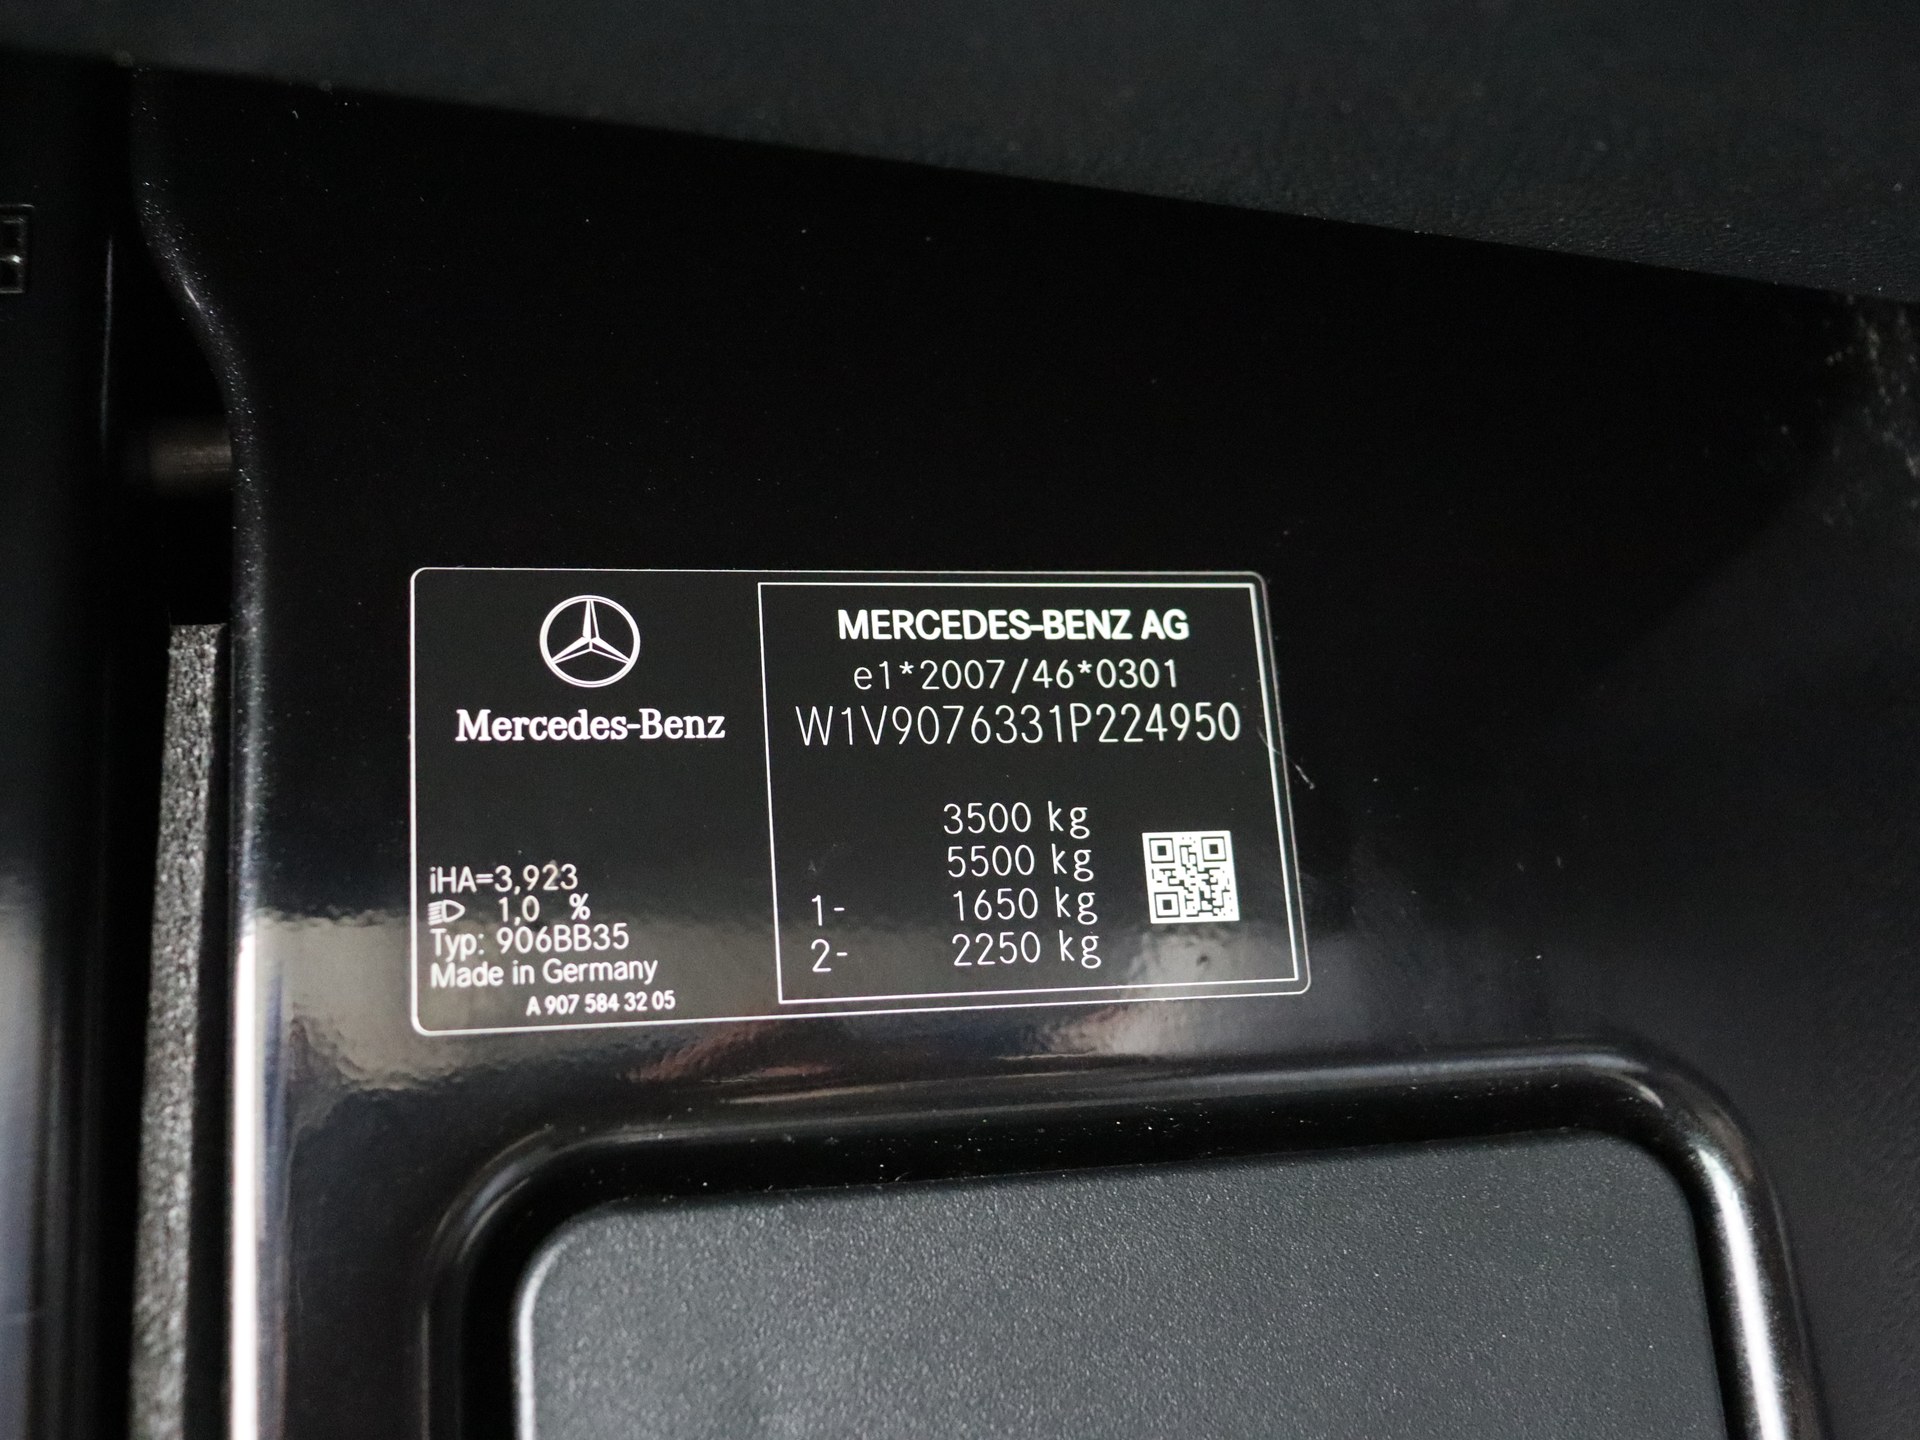 Mercedes-Benz
iHA=3,923
1,0 %
Typ: 906BB35
Made in Germany
A 907 584 32 05
MERCEDES-BENZ AG
e1*2007/46*0301
W1V9076331P224950
3500 kg
5500 kg
1- 1650 kg
2- 2250 kg